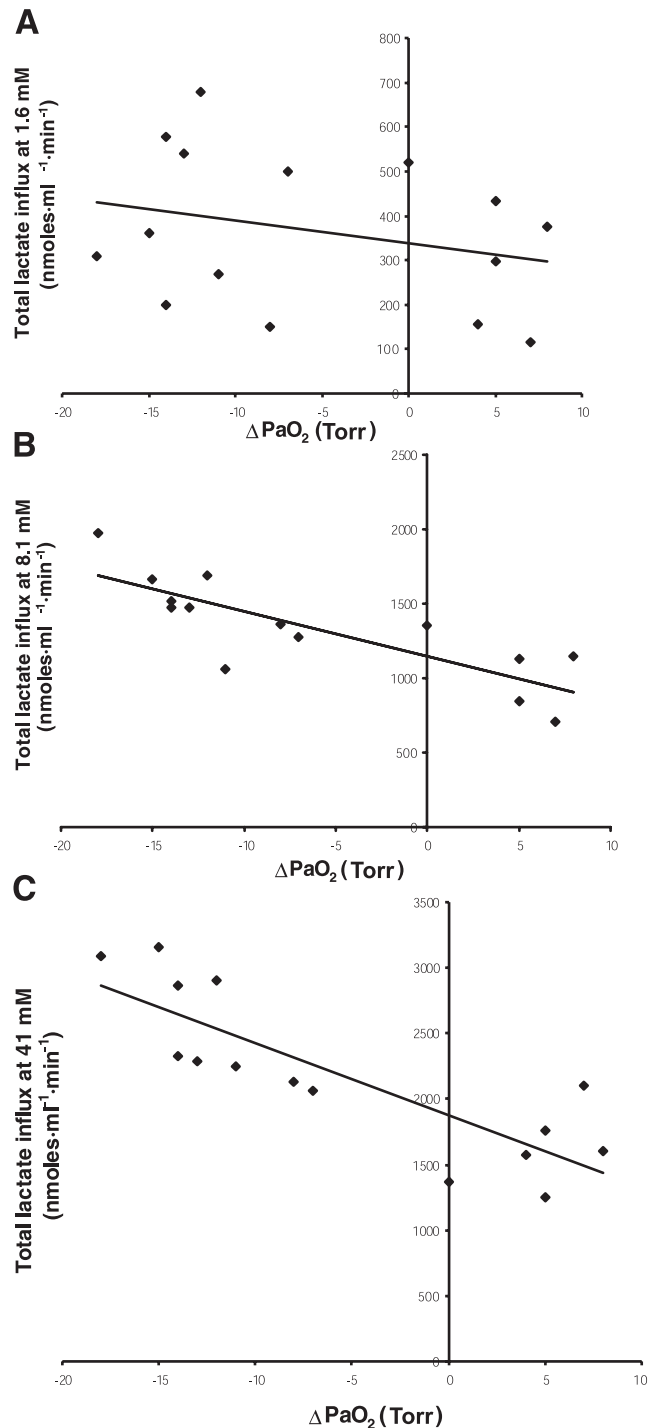 A
Total lactate influx at 1.6 mM
(nmoles·ml -1·min-1)
800
700
600
500
400
300
200
100
0
-20 -15 -10 -5 0 5 10
ΔPaO2 (Torr)
B
Total lactate influx at 8.1 mM
(nmoles·ml -1·min-1)
2500
2000
1500
1000
500
0
-20 -15 -10 -5 0 5 10
ΔPaO2 (Torr)
C
Total lactate influx at 41 mM
(nmoles·ml-1·min-1)
3500
3000
2500
2000
1500
1000
500
0
-20 -15 -10 -5 0 5 10
ΔPaO2 (Torr)